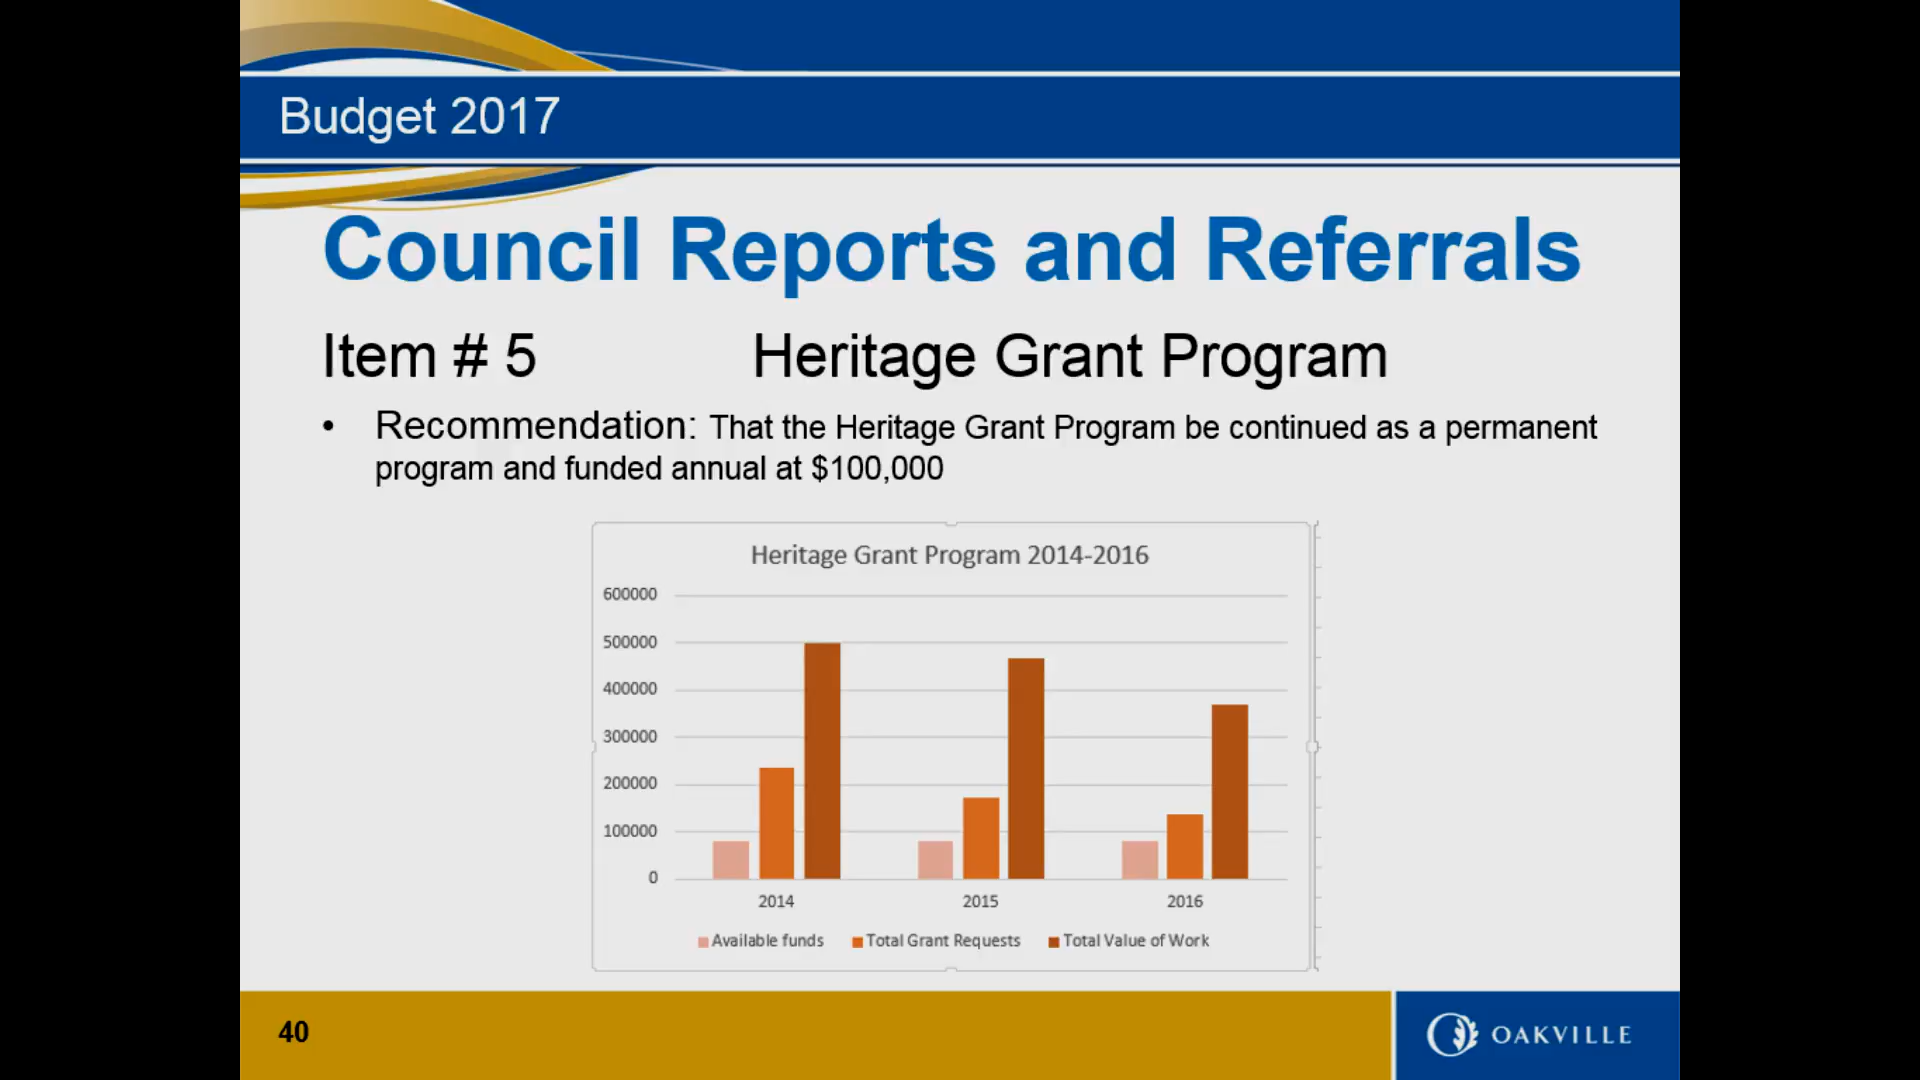 Budget 2017
Council Reports and Referrals
Item # 5 Heritage Grant Program
• Recommendation: That the Heritage Grant Program be continued as a permanent
program and funded annual at $100,000
Heritage Grant Program 2014-2016
600000
500000
400000
300000
200000
100000
0
2014 2015 2016
Available funds Total Grant Requests Total Value of Work
40
OAKVILLE